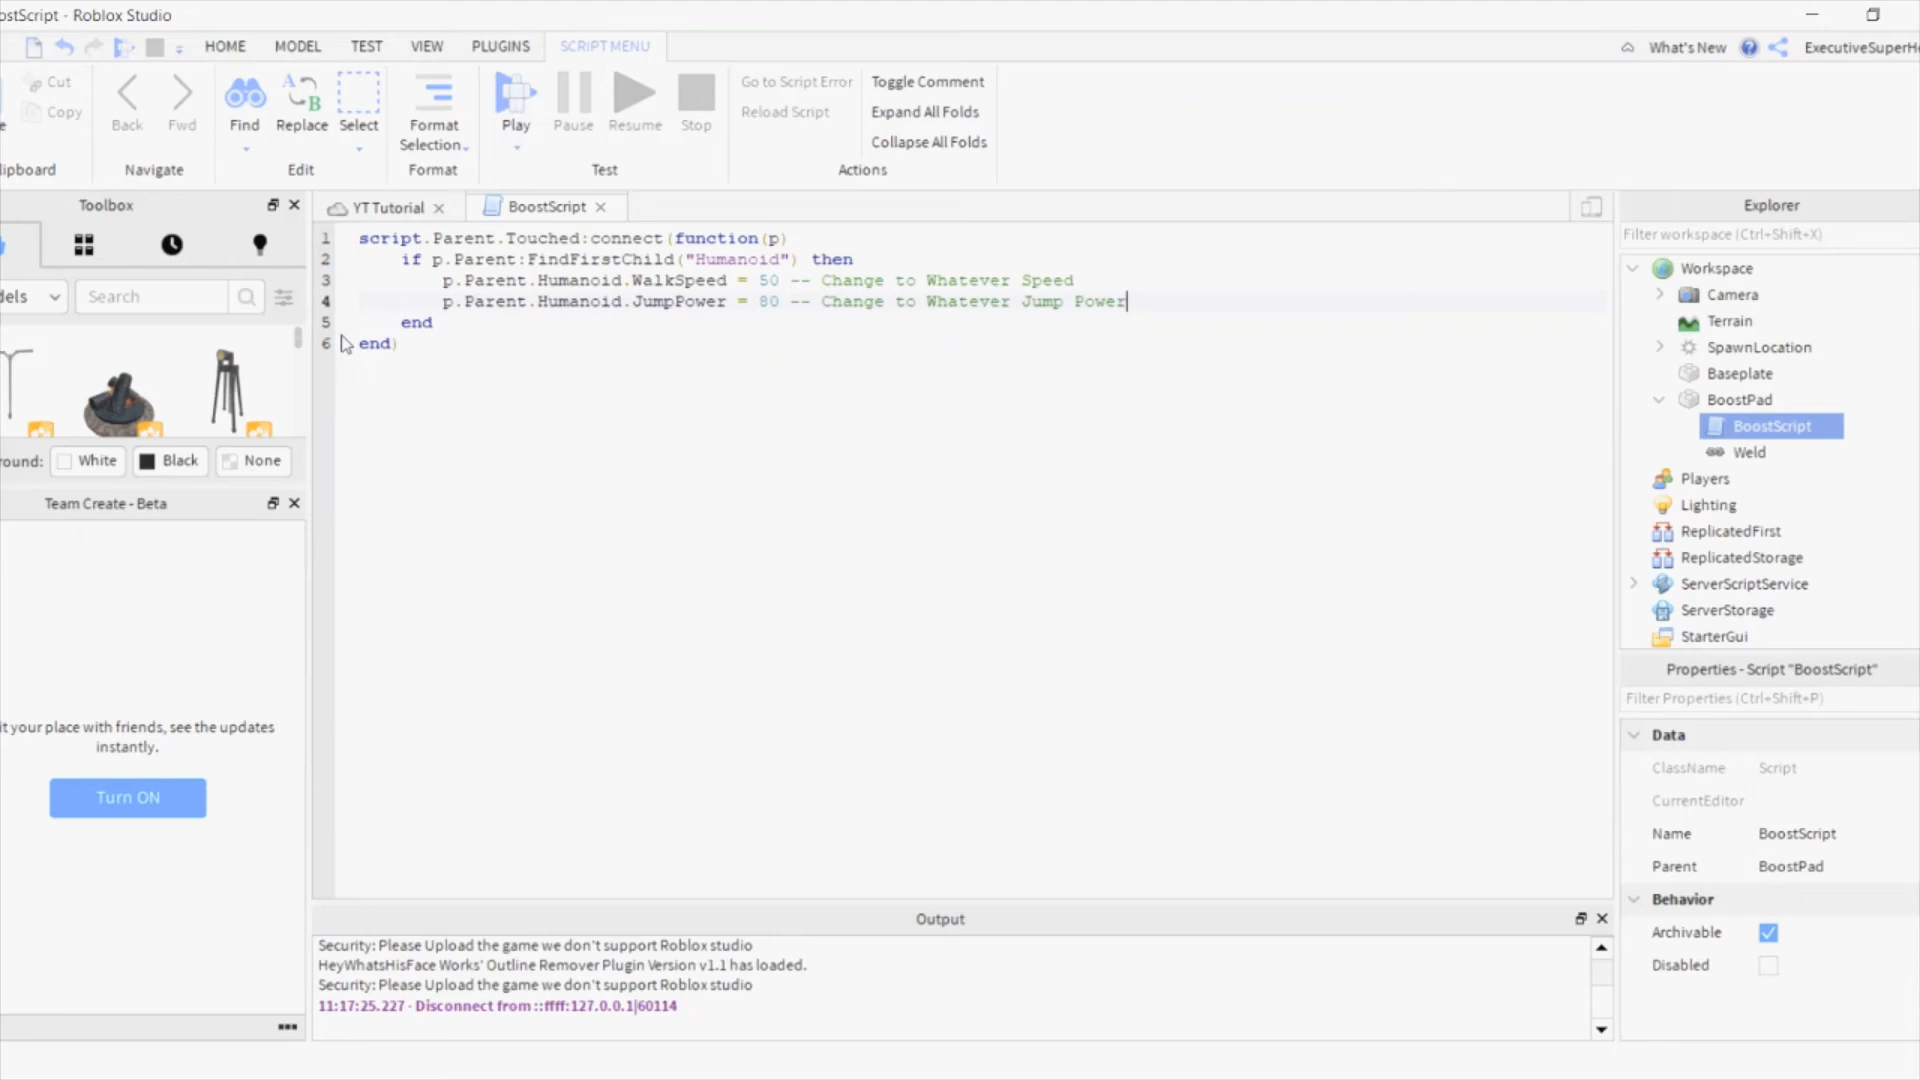 ostScript - Roblox Studio
HOME MODEL TEST VIEW PLUGINS SCRIPT MENU
What's New ? ExecutiveSuperHe
Cut
Copy
lipboard
Back Fwd
Navigate
Find Replace Select
Edit
Format
Selection
Format
Play Pause Resume Stop
Test
Go to Script Error
Reload Script
Toggle Comment
Expand All Folds
Collapse All Folds
Actions
Toolbox
dels Search
round: White Black None
Team Create - Beta
it your place with friends, see the updates
instantly.
Turn ON
YT Tutorial
BoostScript
1 script.Parent.Touched:connect(function(p)
2 if p.Parent:FindFirstChild("Humanoid") then
3 p.Parent.Humanoid.WalkSpeed = 50 -- Change to Whatever Speed
4 p.Parent.Humanoid.JumpPower = 80 -- Change to Whatever Jump Power
5 end
6 end)
Output
Security: Please Upload the game we don't support Roblox studio
HeyWhatsHisFace Works' Outline Remover Plugin Version v1.1 has loaded.
Security: Please Upload the game we don't support Roblox studio
11:17:25.227 - Disconnect from ::ffff:127.0.0.1|60114
Explorer
Filter workspace (Ctrl+Shift+X)
Workspace
Camera
Terrain
SpawnLocation
Baseplate
BoostPad
BoostScript
Weld
Players
Lighting
ReplicatedFirst
ReplicatedStorage
ServerScriptService
ServerStorage
StarterGui
Properties - Script "BoostScript"
Filter Properties (Ctrl+Shift+P)
Data
ClassName Script
CurrentEditor
Name BoostScript
Parent BoostPad
Behavior
Archivable
Disabled